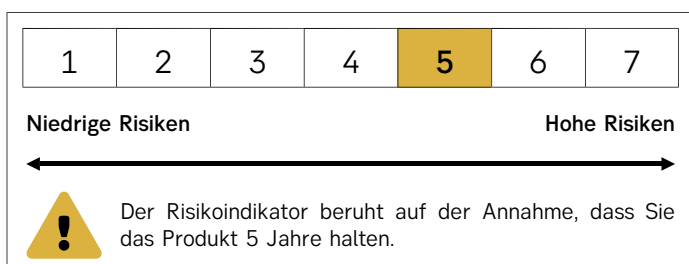 1 2 3 4 5 6 7
Niedrige Risiken Hohe Risiken
Der Risikoindikator beruht auf der Annahme, dass Sie
das Produkt 5 Jahre halten.